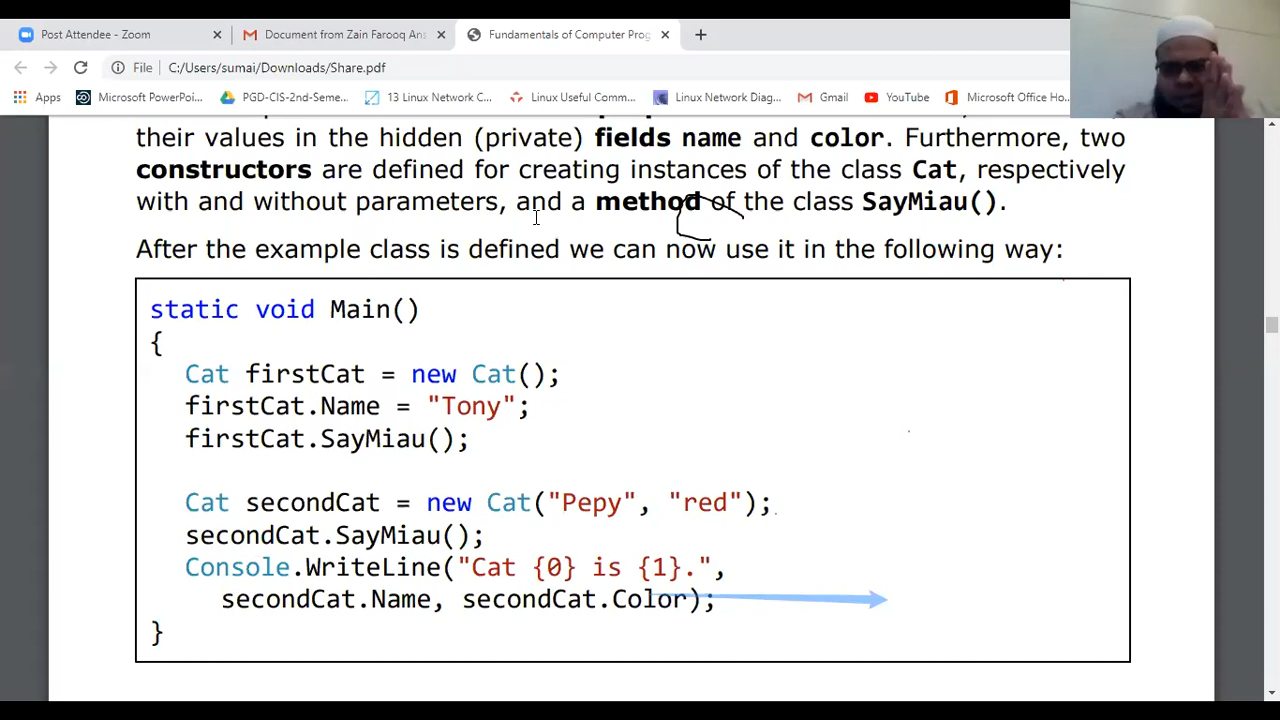 Post Attendee - Zoom
Document from Zain Farooq An
Fundamentals of Computer Prog
File C:/Users/sumai/Downloads/Share.pdf
Apps Microsoft PowerPoi... PGD-CIS-2nd-Seme... 13 Linux Network C... Linux Useful Comm... Linux Network Diag... Gmail YouTube Microsoft Office Ho
their values in the hidden (private) fields name and color. Furthermore, two
constructors are defined for creating instances of the class Cat, respectively
with and without parameters, and a method of the class SayMiau().
After the example class is defined we can now use it in the following way:
static void Main()
{
Cat firstCat = new Cat();
firstCat.Name = "Tony";
firstCat.SayMiau();
Cat secondCat = new Cat("Pepy", "red");
secondCat.SayMiau();
Console.WriteLine("Cat {0} is {1}.",
secondCat.Name, secondCat.Color);
}